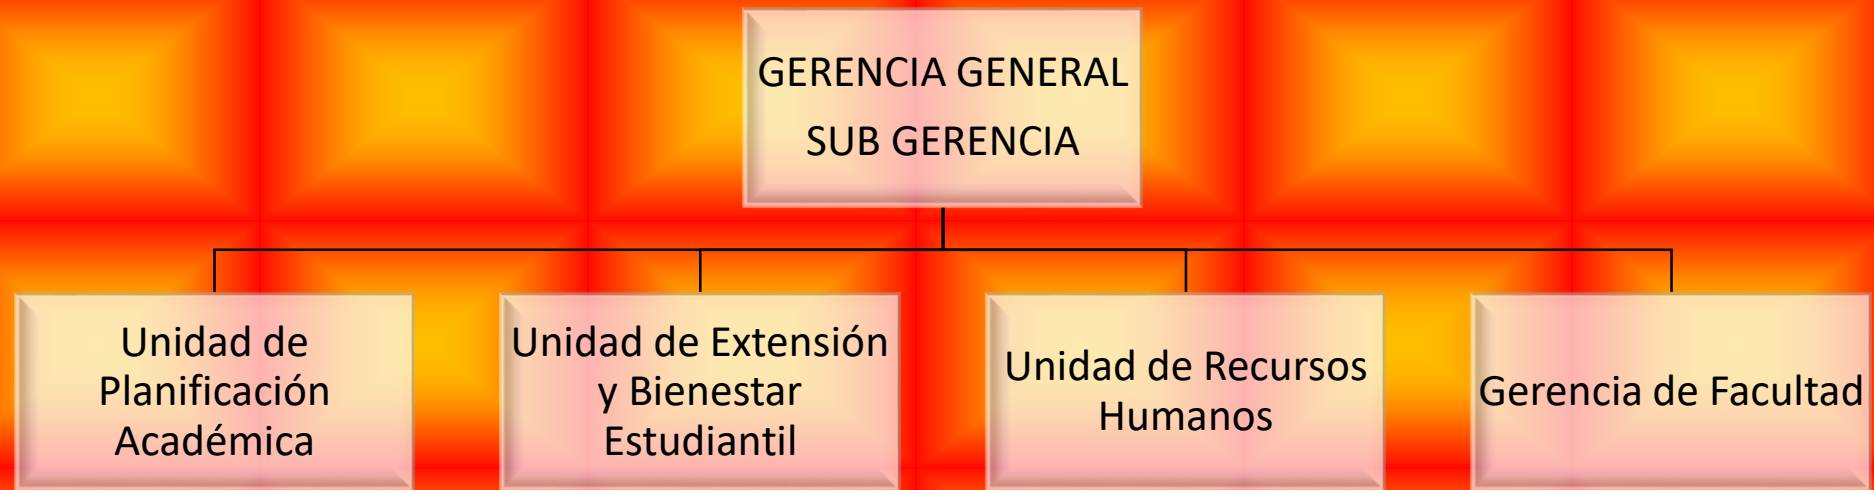 GERENCIA GENERAL
SUB GERENCIA
Unidad de
Planificación
Académica
Unidad de Extensión
y Bienestar
Estudiantil
Unidad de Recursos
Humanos
Gerencia de Facultad